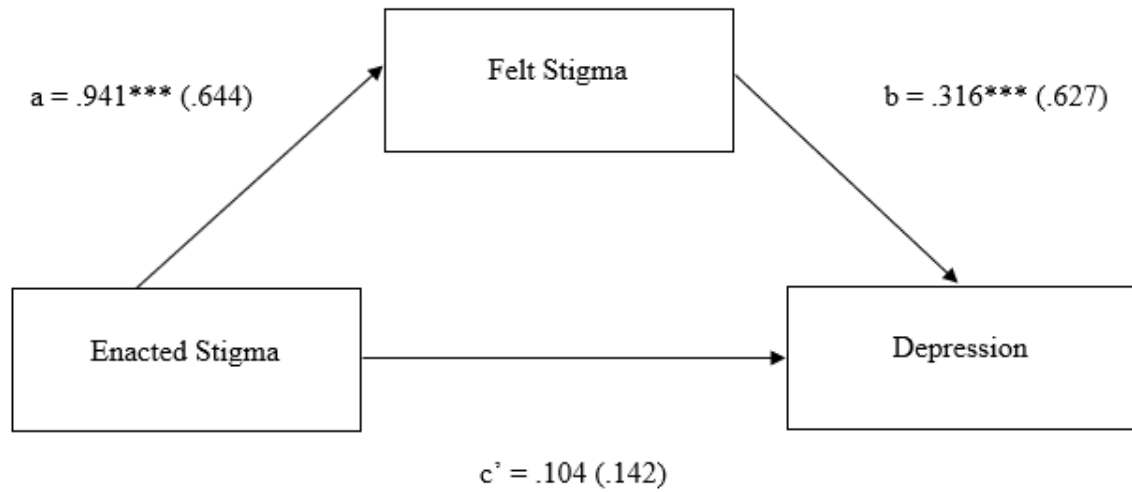 Felt Stigma
a = .941*** (.644)
b = .316*** (.627)
Enacted Stigma
Depression
c’ = .104 (.142)